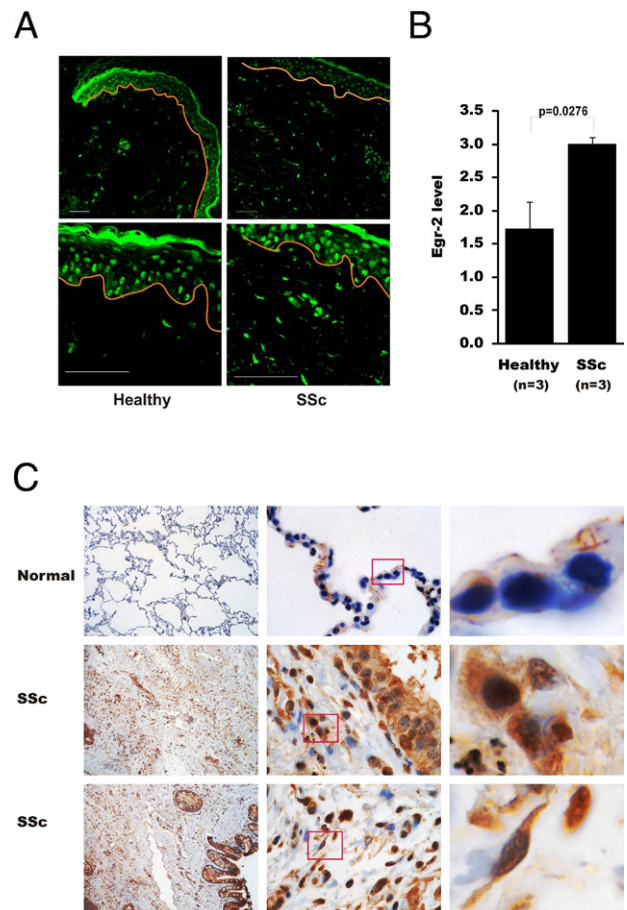 A
Healthy
SSc
B
p=0.0276
Egr-2 level
3.5
3.0
2.5
2.0
1.5
1.0
0.5
0.0
Healthy
SSc
(n=3)
(n=3)
C
Normal
SSc
SSc